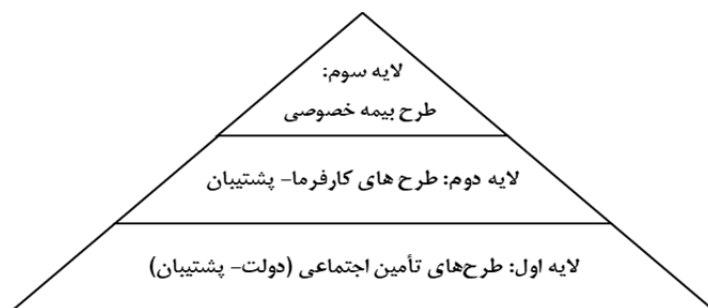 لایه سوم:
طرح بیمه خصوصی
لایه دوم: طرح های کارفرما- پشتیبان
لایه اول: طرح‌های تأمین اجتماعی (دولت- پشتیبان)